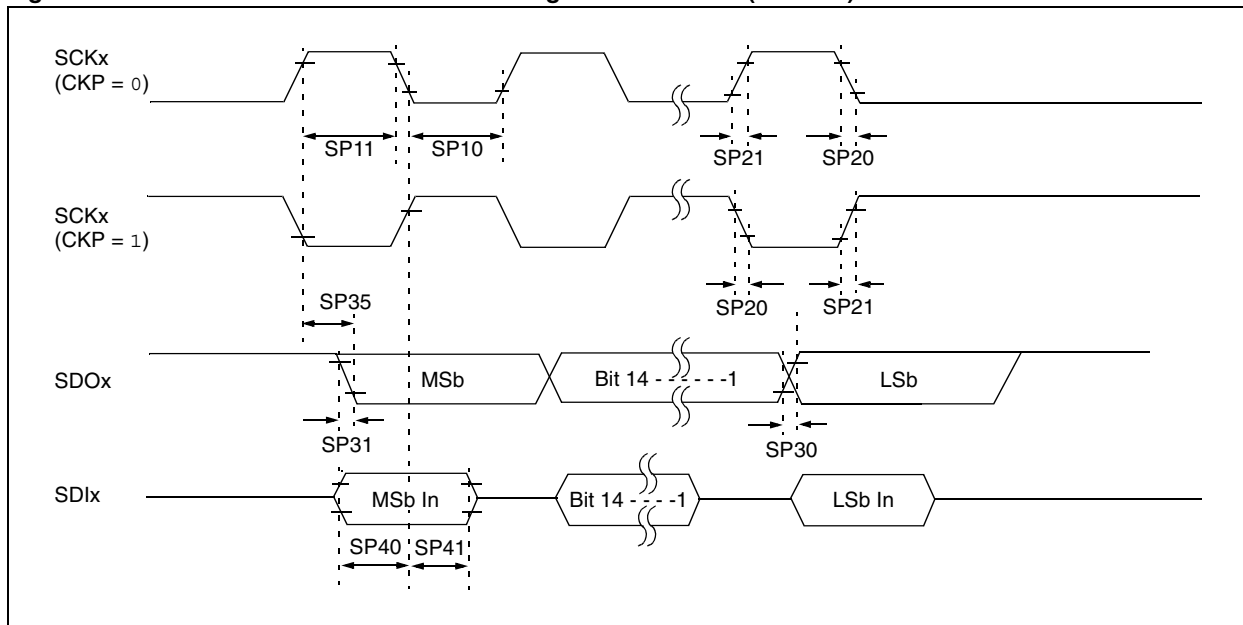 SCKx
(CKP = 0)
SP11 SP10 SP21 SP20
SCKx
(CKP = 1)
SP20 SP21
SP35
SDOx MSb Bit 14 - - - - - -1 LSb
SP31 SP30
SDIx MSb In Bit 14 - - - -1 LSb In
SP40 SP41